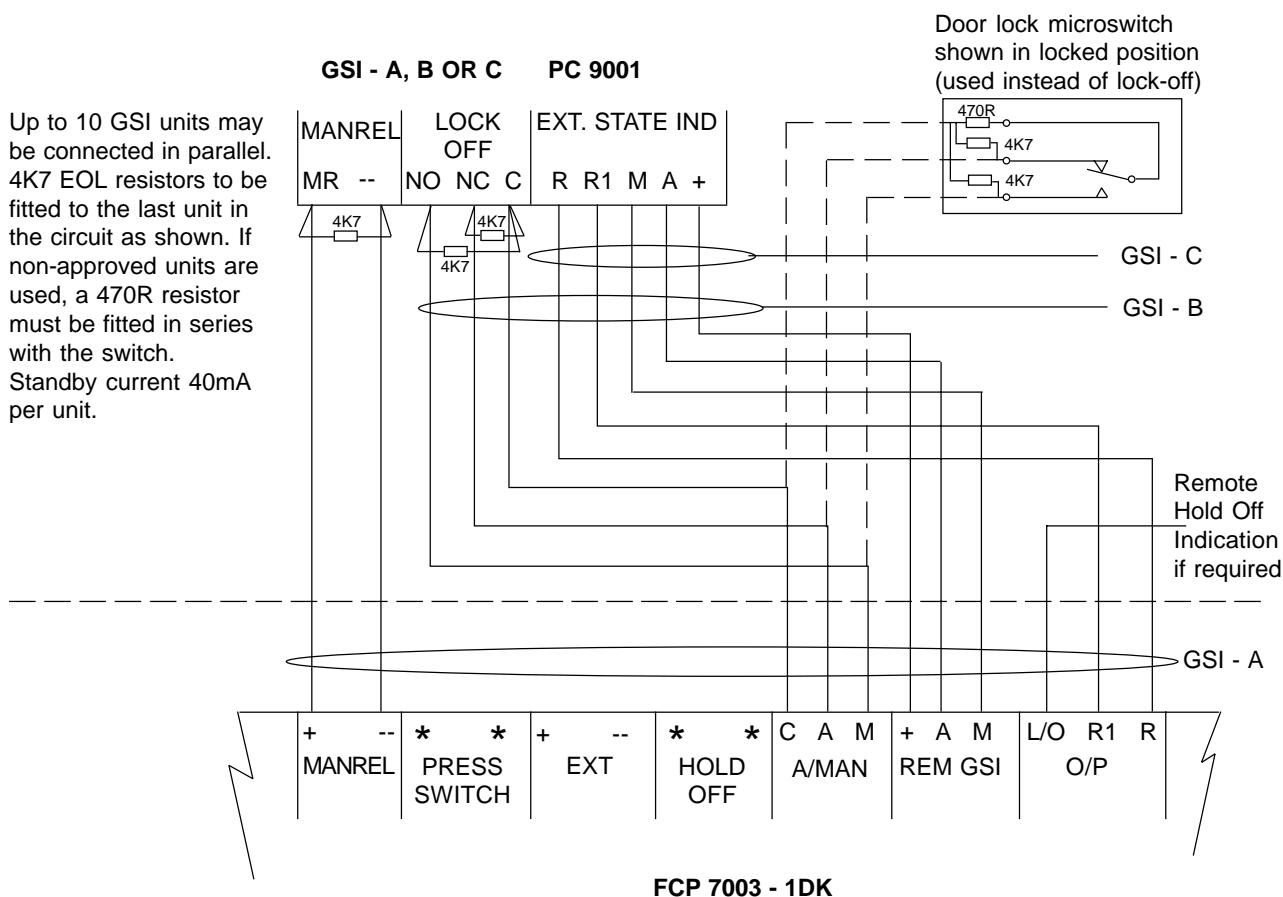 Door lock microswitch
shown in locked position
(used instead of lock-off)
GSI - A, B OR C PC 9001
Up to 10 GSI units may
be connected in parallel.
4K7 EOL resistors to be
fitted to the last unit in
the circuit as shown. If
non-approved units are
used, a 470R resistor
must be fitted in series
with the switch.
Standby current 40mA
per unit.
MANREL
MR --
LOCK
OFF
NO NC C
EXT. STATE IND
R R1 M A +
470R
4K7
4K7
4K7
4K7
4K7
GSI - C
GSI - B
Remote
Hold Off
Indication
if required
GSI - A
+ --
MANREL
* *
PRESS
SWITCH
+ --
EXT
* *
HOLD
OFF
C A M
A/MAN
+ A M
REM GSI
L/O R1 R
O/P
FCP 7003 - 1DK